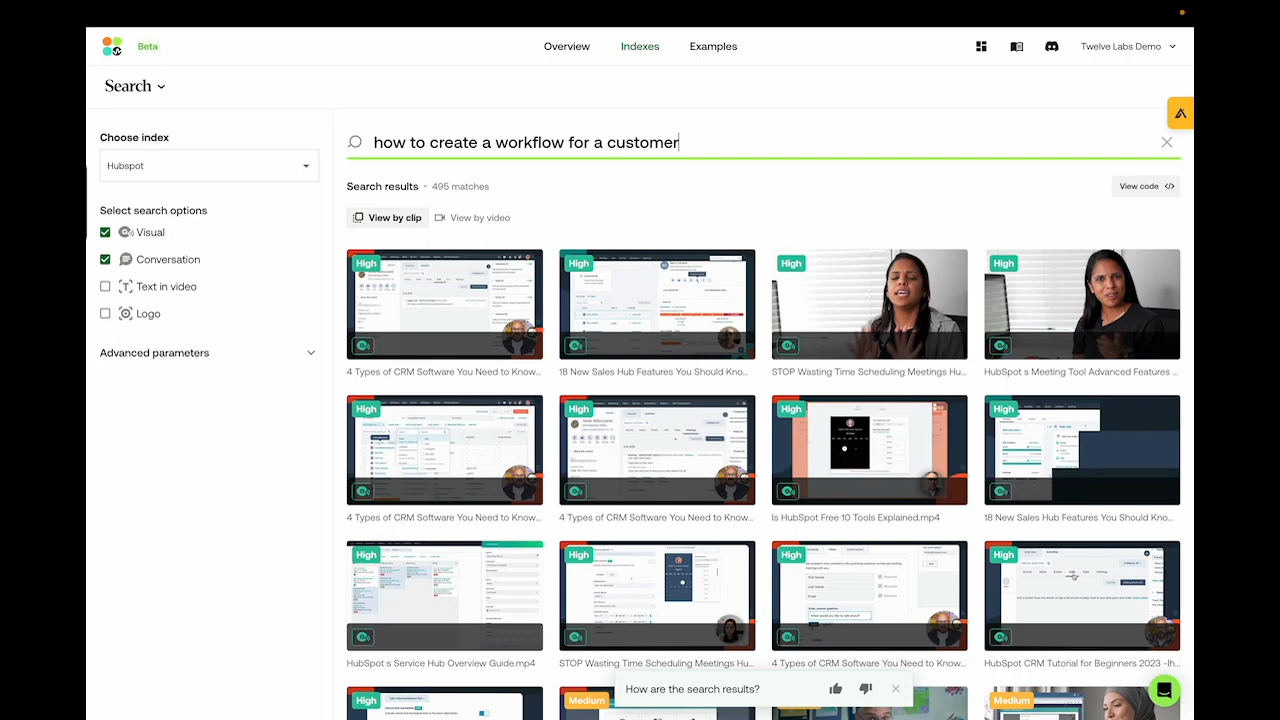 Beta
Overview
Indexes
Examples
Twelve Labs Demo
Search
Choose index
Hubspot
Select search options
Visual
Conversation
Text in video
Logo
Advanced parameters
how to create a workflow for a customer
Search results • 495 matches
View code </>
View by clip
View by video
High
High
High
High
4 Types of CRM Software You Need to Know...
18 New Sales Hub Features You Should Kno...
STOP Wasting Time Scheduling Meetings Hu...
HubSpot s Meeting Tool Advanced Features ...
High
High
High
High
4 Types of CRM Software You Need to Know...
4 Types of CRM Software You Need to Know...
Is HubSpot Free 10 Tools Explained.mp4
18 New Sales Hub Features You Should Kno...
High
High
High
High
HubSpot s Service Hub Overview Guide.mp4
STOP Wasting Time Scheduling Meetings Hu...
4 Types of CRM Software You Need to Know...
HubSpot CRM Tutorial for Beginners 2023 -Ih...
High
Medium
Medium
How are the search results?